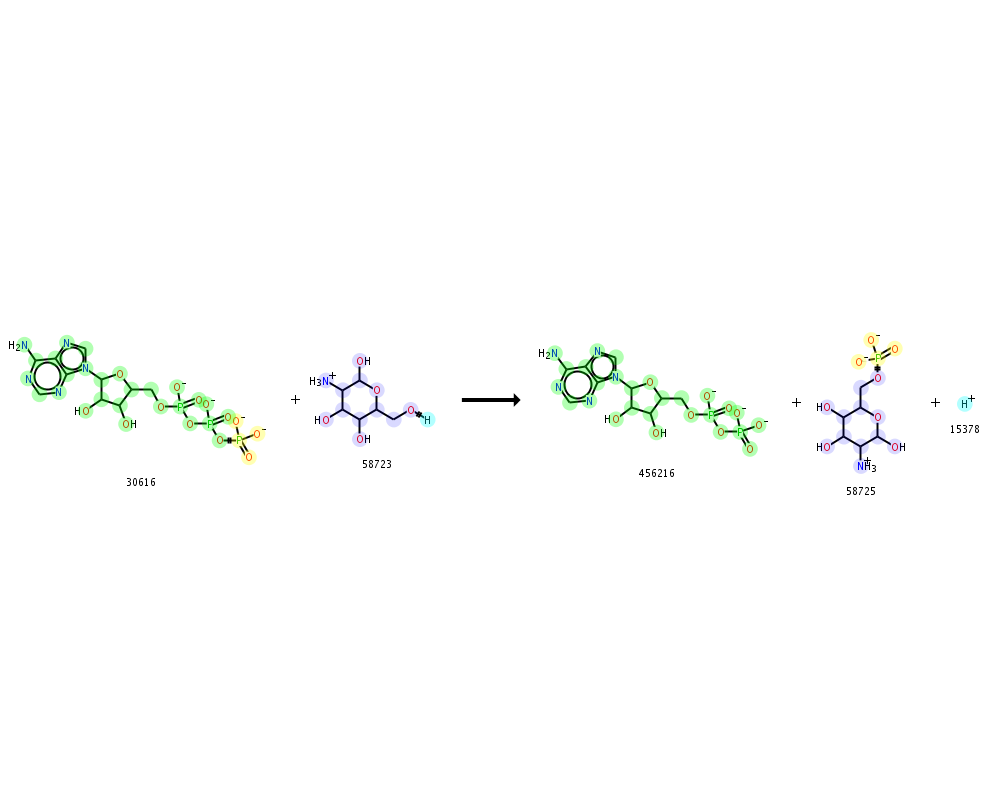 H2N N N N N O HO OH O P O- O O P O- O O P O- O- O
30616
+
H3N+ OH O HO OH O H
58723
H2N N N N N O HO OH O P O- O O P O- O- O
456216
+
O- O- P O O HO O HO OH NH3+
58725
+
H+
15378